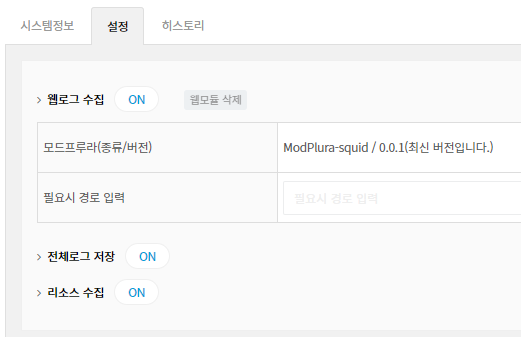 시스템정보 설정 히스토리
웹로그 수집 ON 웹모듈 삭제
모드프루라(종류/버전) ModPlura-squid / 0.0.1(최신 버전입니다.)
필요시 경로 입력 필요시 경로 입력
전체로그 저장 ON
리소스 수집 ON